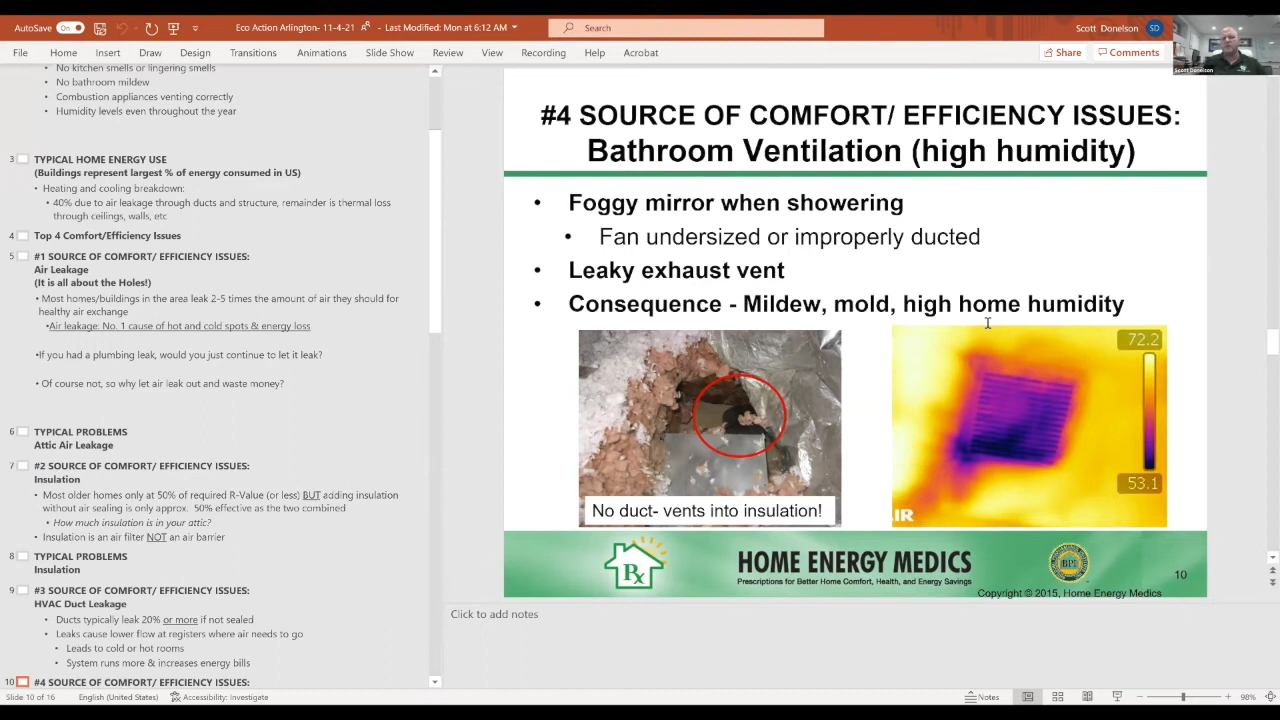 AutoSave On
Eco Action Arlington- 11-4-21 - Last Modified: Mon at 6:12 AM
Search
Scott Donelson SD
File Home Insert Draw Design Transitions Animations Slide Show Review View Recording Help Acrobat
Share Comments
Scott Donelson
• No kitchen smells or lingering smells
• No bathroom mildew
• Combustion appliances venting correctly
• Humidity levels even throughout the year
3 TYPICAL HOME ENERGY USE
(Buildings represent largest % of energy consumed in US)
• Heating and cooling breakdown:
• 40% due to air leakage through ducts and structure, remainder is thermal loss
through ceilings, walls, etc
4 Top 4 Comfort/Efficiency Issues
5 #1 SOURCE OF COMFORT/ EFFICIENCY ISSUES:
Air Leakage
(It is all about the Holes!)
• Most homes/buildings in the area leak 2-5 times the amount of air they should for
healthy air exchange
•Air leakage: No. 1 cause of hot and cold spots & energy loss
•If you had a plumbing leak, would you just continue to let it leak?
• Of course not, so why let air leak out and waste money?
6 TYPICAL PROBLEMS
Attic Air Leakage
7 #2 SOURCE OF COMFORT/ EFFICIENCY ISSUES:
Insulation
• Most older homes only at 50% of required R-Value (or less) BUT adding insulation
without air sealing is only approx. 50% effective as the two combined
• How much insulation is in your attic?
• Insulation is an air filter NOT an air barrier
8 TYPICAL PROBLEMS
Insulation
9 #3 SOURCE OF COMFORT/ EFFICIENCY ISSUES:
HVAC Duct Leakage
• Ducts typically leak 20% or more if not sealed
• Leaks cause lower flow at registers where air needs to go
• Leads to cold or hot rooms
• System runs more & increases energy bills
10 #4 SOURCE OF COMFORT/ EFFICIENCY ISSUES:
#4 SOURCE OF COMFORT/ EFFICIENCY ISSUES:
Bathroom Ventilation (high humidity)
• Foggy mirror when showering
• Fan undersized or improperly ducted
• Leaky exhaust vent
• Consequence - Mildew, mold, high home humidity
No duct- vents into insulation!
72.2
53.1
IR
Rx
HOME ENERGY MEDICS
Prescriptions for Better Home Comfort, Health, and Energy Savings
BPI
10
Copyright © 2015, Home Energy Medics
Click to add notes
Slide 10 of 16 English (United States) Accessibility: Investigate Notes 98%